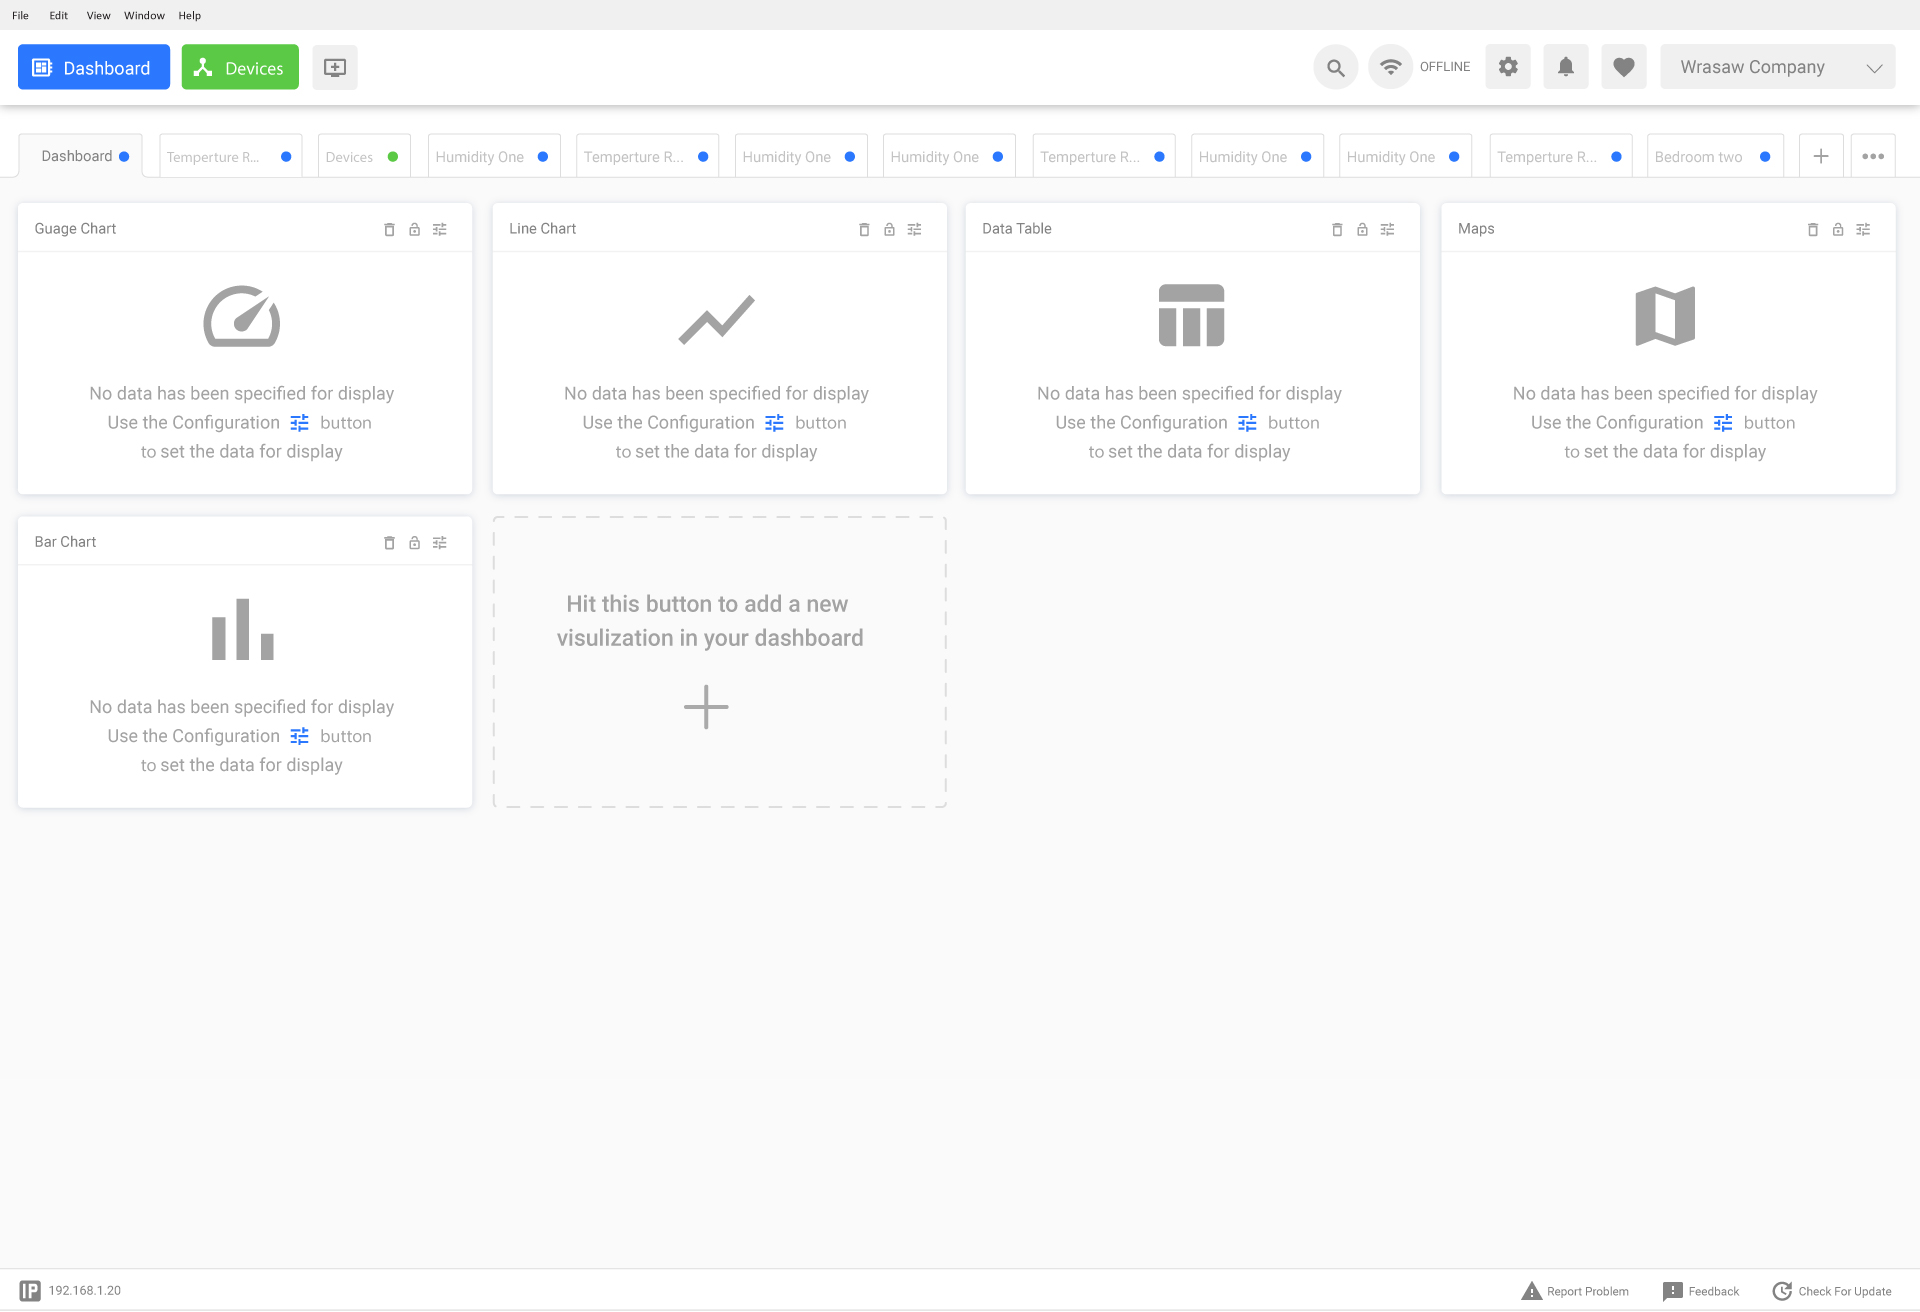 File Edit View Window Help
Dashboard Devices OFFLINE Wrasaw Company
Dashboard Temperture R... Devices Humidity One Temperture R... Humidity One Humidity One Temperture R... Humidity One Humidity One Temperture R... Bedroom two
Guage Chart
No data has been specified for display
Use the Configuration button
to set the data for display
Line Chart
No data has been specified for display
Use the Configuration button
to set the data for display
Data Table
No data has been specified for display
Use the Configuration button
to set the data for display
Maps
No data has been specified for display
Use the Configuration button
to set the data for display
Bar Chart
No data has been specified for display
Use the Configuration button
to set the data for display
Hit this button to add a new
visulization in your dashboard
IP 192.168.1.20 Report Problem Feedback Check For Update